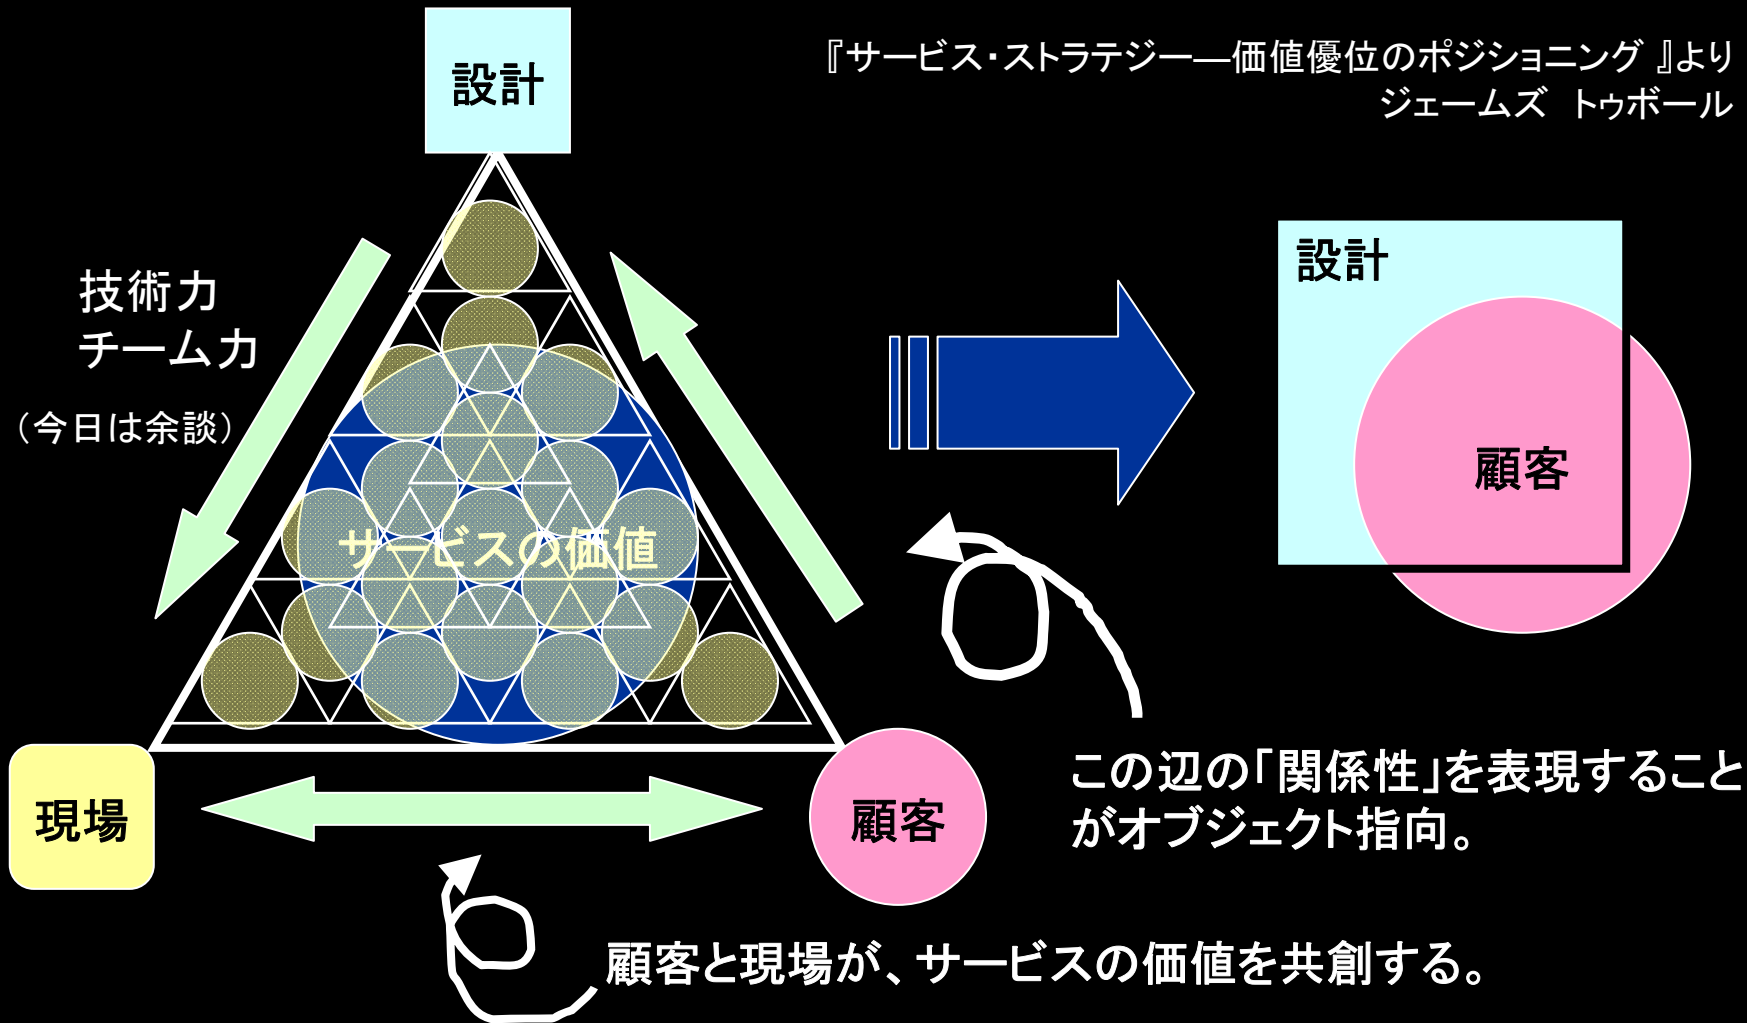 設計
『サービス・ストラテジー―価値優位のポジショニング 』より
ジェームズ　トゥボール
設計
技術力
チーム力
（今日は余談）
顧客
サービスの価値
現場
顧客
この辺の「関係性」を表現すること
がオブジェクト指向。
顧客と現場が、サービスの価値を共創する。